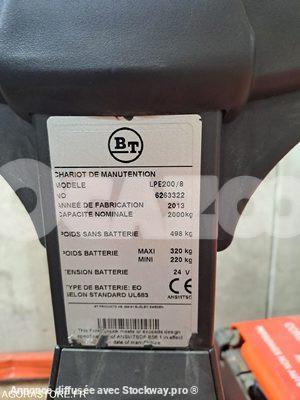 BT
CHARIOT DE MANUTENTION
MODELE LPE200/8
NO 6263322
ANNEE DE FABRICATION 2013
CAPACITE NOMINALE 2000kg
POIDS SANS BATTERIE 498 kg
POIDS BATTERIE MAXI 320 kg
MINI 220 kg
TENSION BATTERIE 24 V
TYPE DE BATTERIE: EO
SELON STANDARD UL583
CE
Annonce diffusée avec Stockway.pro ®
AGORASTORE.FR